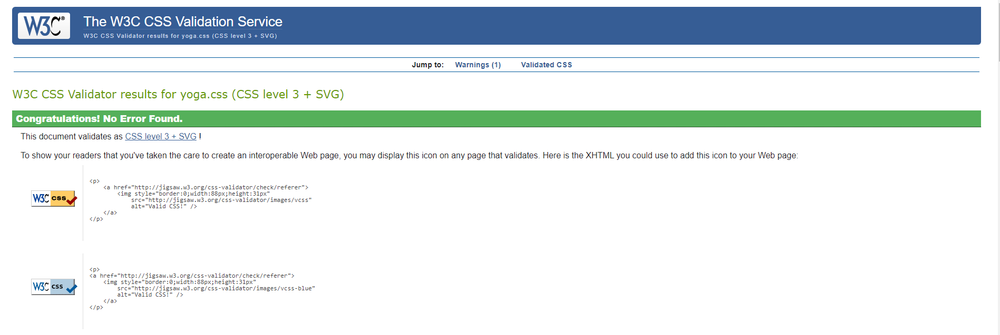 W3C®
The W3C CSS Validation Service
W3C CSS Validator results for yoga.css (CSS level 3 + SVG)
Jump to: Warnings (1) Validated CSS
W3C CSS Validator results for yoga.css (CSS level 3 + SVG)
Congratulations! No Error Found.
This document validates as CSS level 3 + SVG !
To show your readers that you've taken the care to create an interoperable Web page, you may display this icon on any page that validates. Here is the XHTML you could use to add this icon to your Web page:
W3C css
<p>
    <a href="http://jigsaw.w3.org/css-validator/check/referer">
        <img style="border:0;width:88px;height:31px"
            src="http://jigsaw.w3.org/css-validator/images/vcss"
            alt="Valid CSS!" />
    </a>
</p>
W3C css
<p>
<a href="http://jigsaw.w3.org/css-validator/check/referer">
    <img style="border:0;width:88px;height:31px"
        src="http://jigsaw.w3.org/css-validator/images/vcss-blue"
        alt="Valid CSS!" />
    </a>
</p>